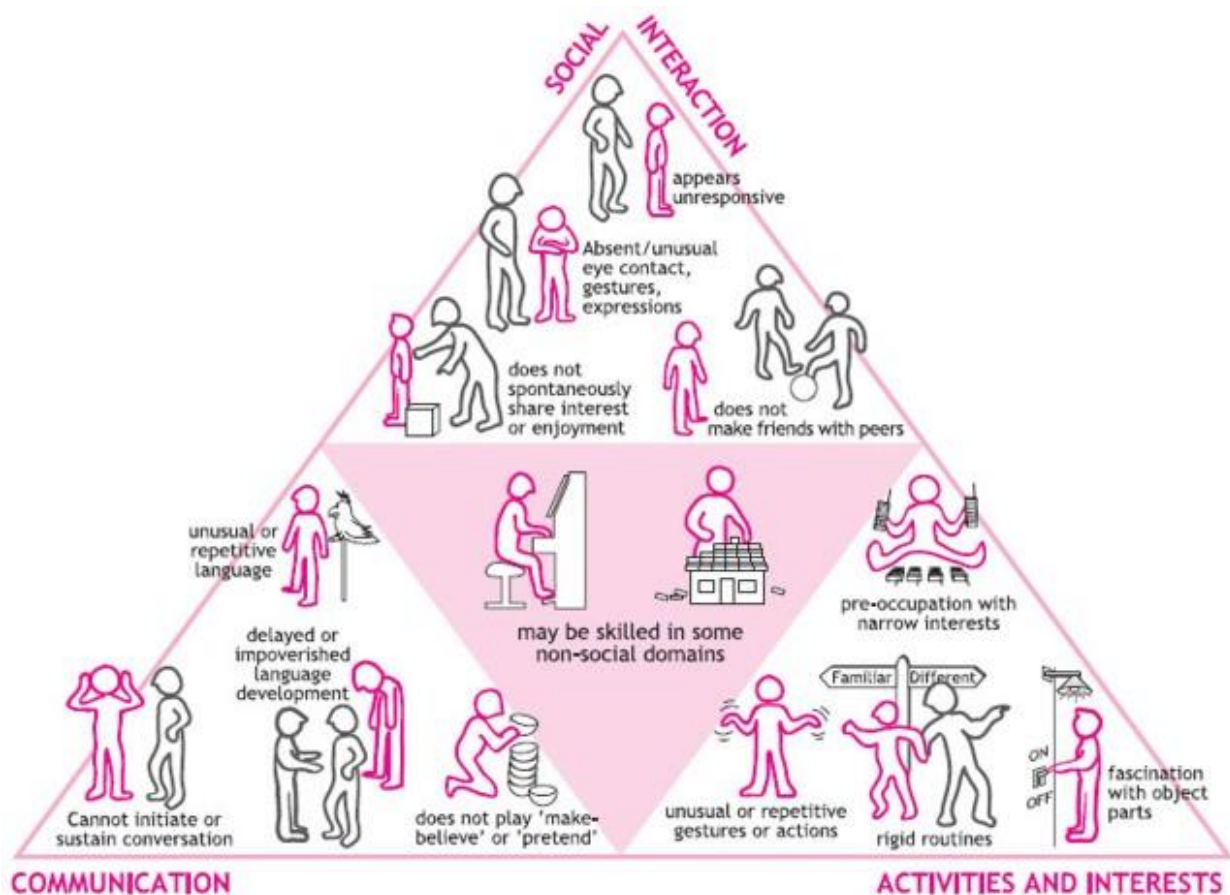 SOCIAL
INTERACTION
appears
unresponsive
Absent/unusual
eye contact,
gestures,
expressions
does not
spontaneously
share interest
or enjoyment
does not
make friends with peers
unusual or
repetitive
language
may be skilled in some
non-social domains
pre-occupation with
narrow interests
delayed or
impoverished
language
development
Cannot initiate or
sustain conversation
does not play 'make-
believe' or 'pretend'
unusual or repetitive
gestures or actions
Familiar
Different
rigid routines
ON
OFF
fascination
with object
parts
COMMUNICATION
ACTIVITIES AND INTERESTS